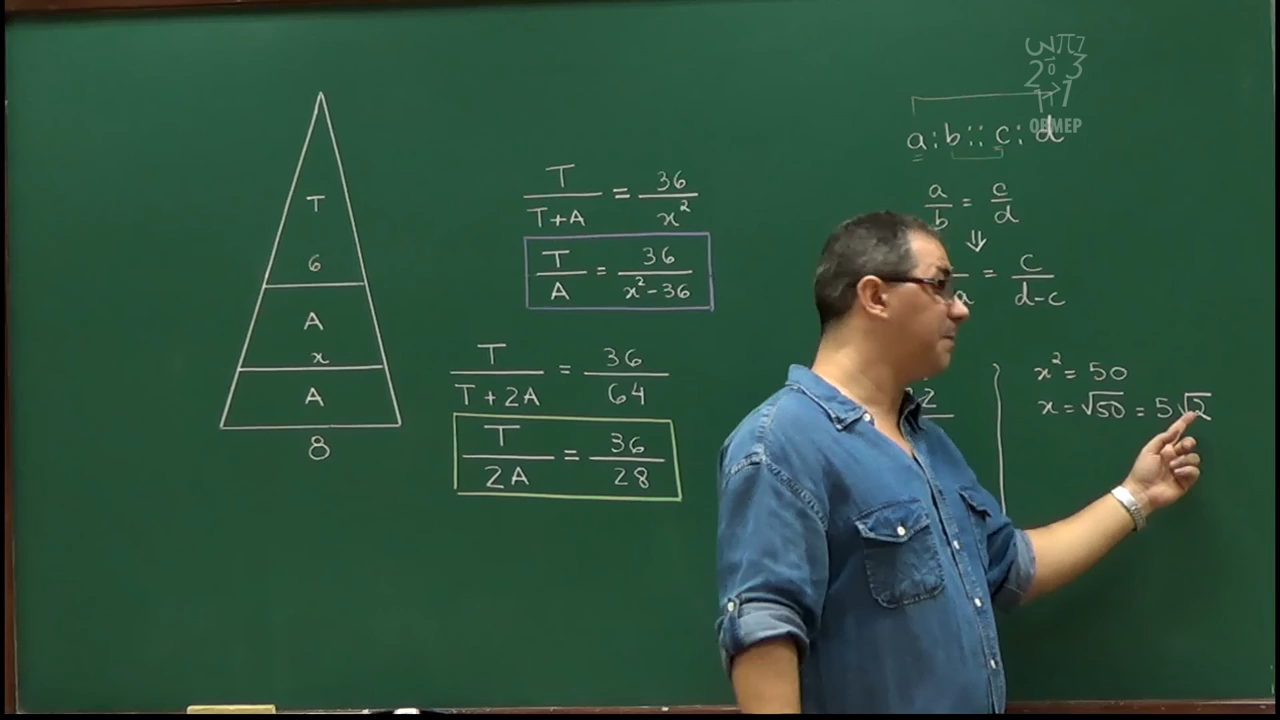 T
6
A
x
A
8
T/(T+A) = 36/x²
T/A = 36/(x²-36)
T/(T+2A) = 36/64
T/2A = 36/28
OBMEP
a:b::c:d
a/b = c/d
⇓
= c/(d-c)
x² = 50
x = √50 = 5√2